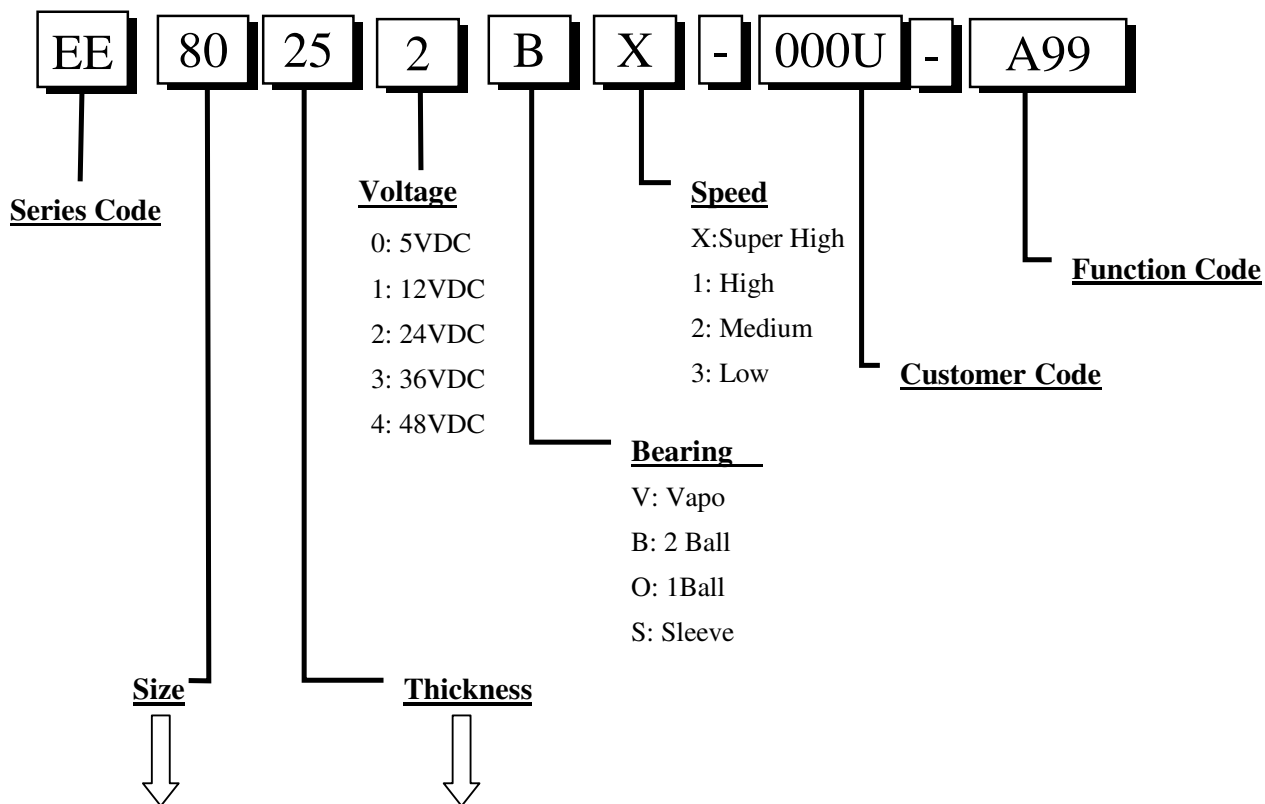 EE 80 25 2 B X - 000U - A99
Series Code
Voltage
0: 5VDC
1: 12VDC
2: 24VDC
3: 36VDC
4: 48VDC
Speed
X:Super High
1: High
2: Medium
3: Low
Function Code
Customer Code
Bearing
V: Vapo
B: 2 Ball
O: 1Ball
S: Sleeve
Size
Thickness